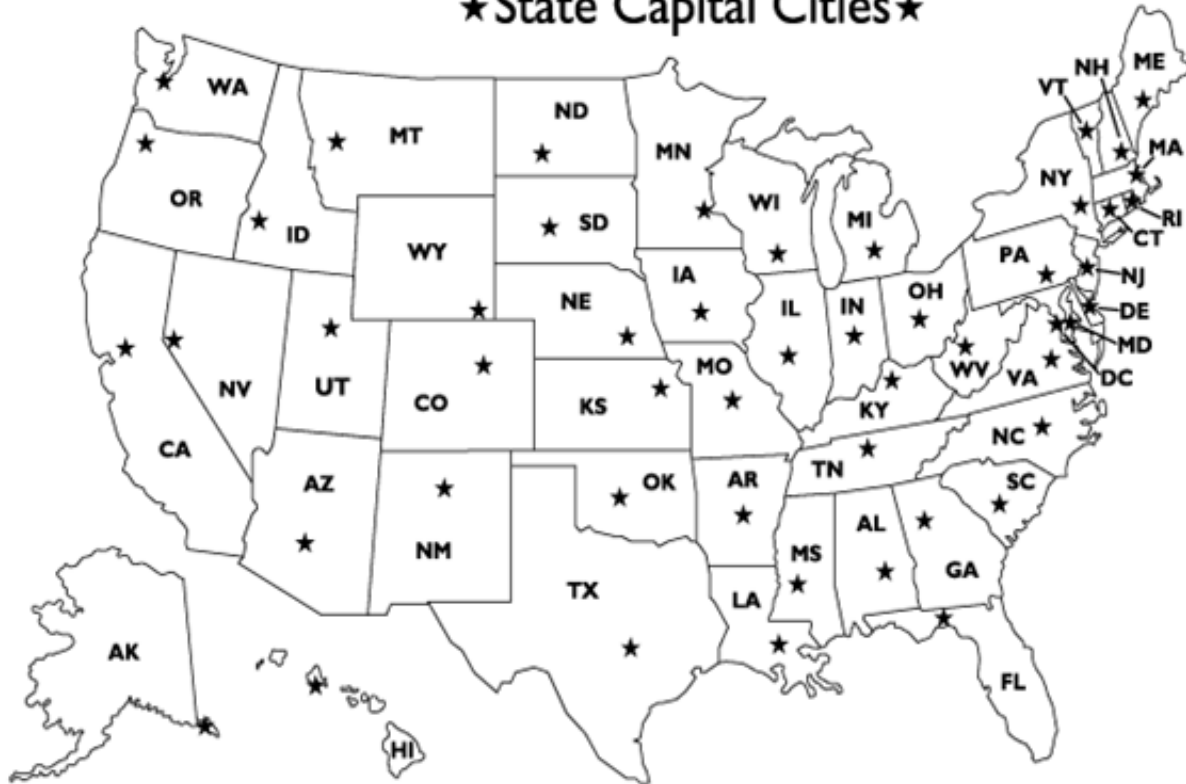 ★State Capital Cities★
ME
NH
VT
WA
ND
MT
MN
MA
NY
WI
OR
MI
RI
SD
ID
CT
WY
PA
NJ
IA
OH
NE
IL
IN
DE
MD
MO
WV
VA
DC
UT
NV
CO
KS
KY
NC
CA
TN
OK
AR
SC
AZ
AL
NM
MS
GA
TX
LA
AK
FL
HI